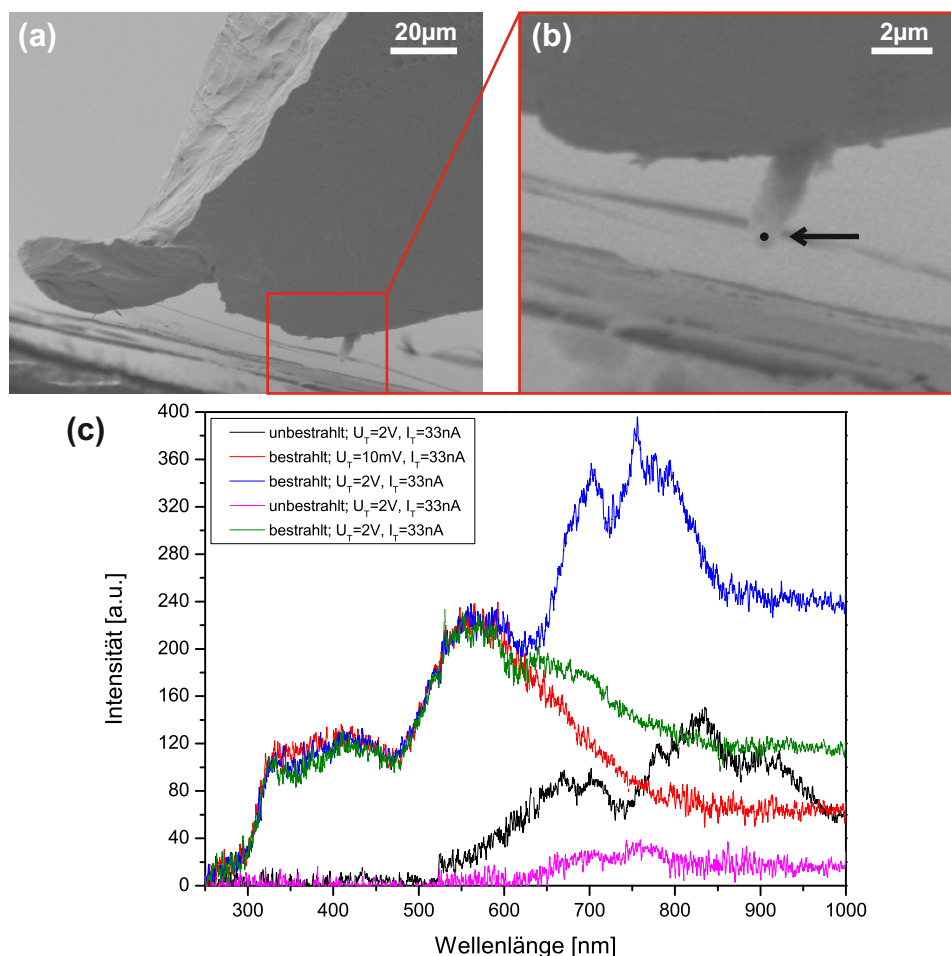 (a)
20µm
(b)
2µm
(c)
unbestrahlt; U_T=2V, I_T=33nA
bestrahlt; U_T=10mV, I_T=33nA
bestrahlt; U_T=2V, I_T=33nA
unbestrahlt; U_T=2V, I_T=33nA
bestrahlt; U_T=2V, I_T=33nA
Intensität [a.u.]
400
360
320
280
240
200
160
120
80
40
0
300 400 500 600 700 800 900 1000
Wellenlänge [nm]